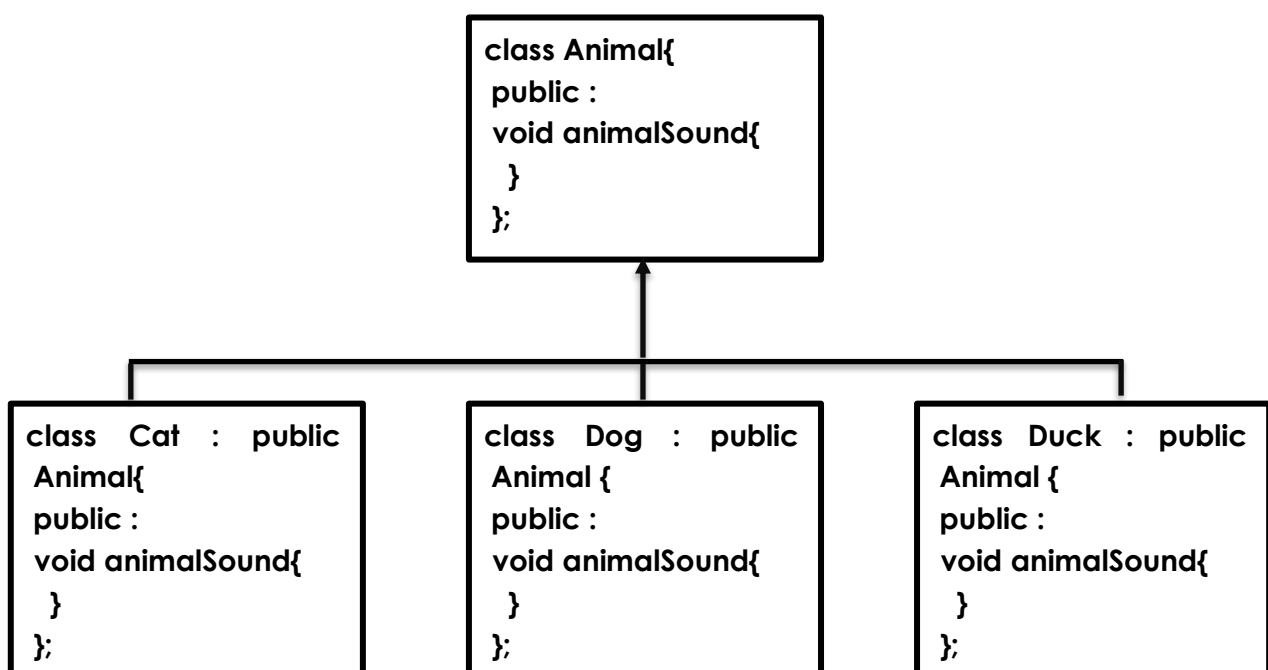 class Animal{
public :
void animalSound{
}
};
class Cat : public
Animal{
public :
void animalSound{
}
};
class Dog : public
Animal {
public :
void animalSound{
}
};
class Duck : public
Animal {
public :
void animalSound{
}
};